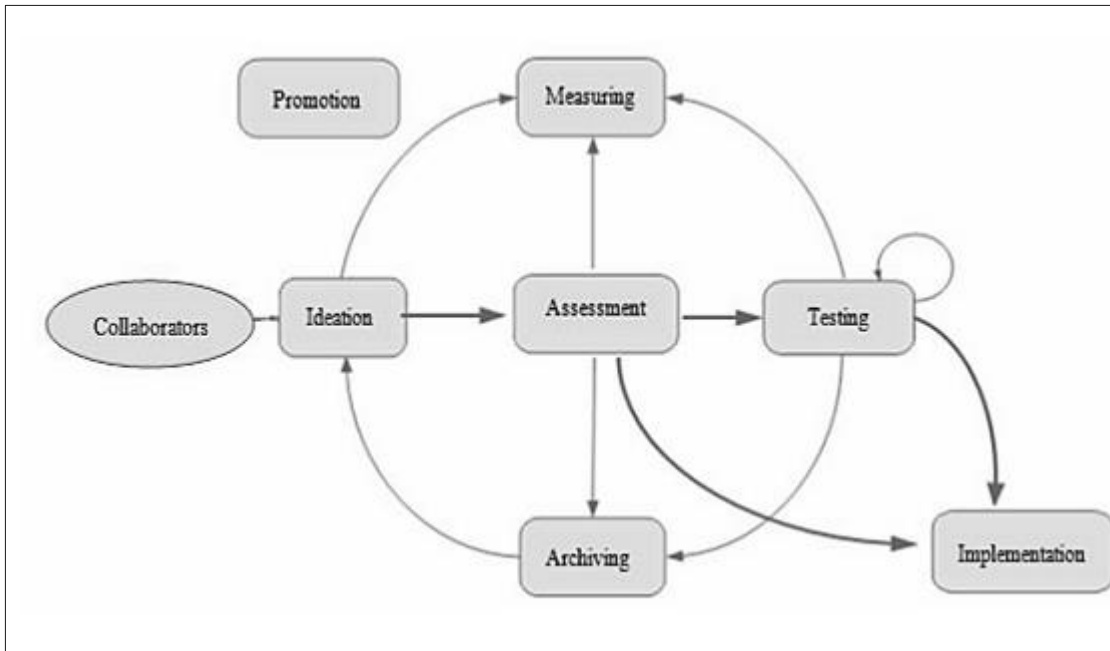 Promotion
Measuring
Collaborators
Ideation
Assessment
Testing
Archiving
Implementation